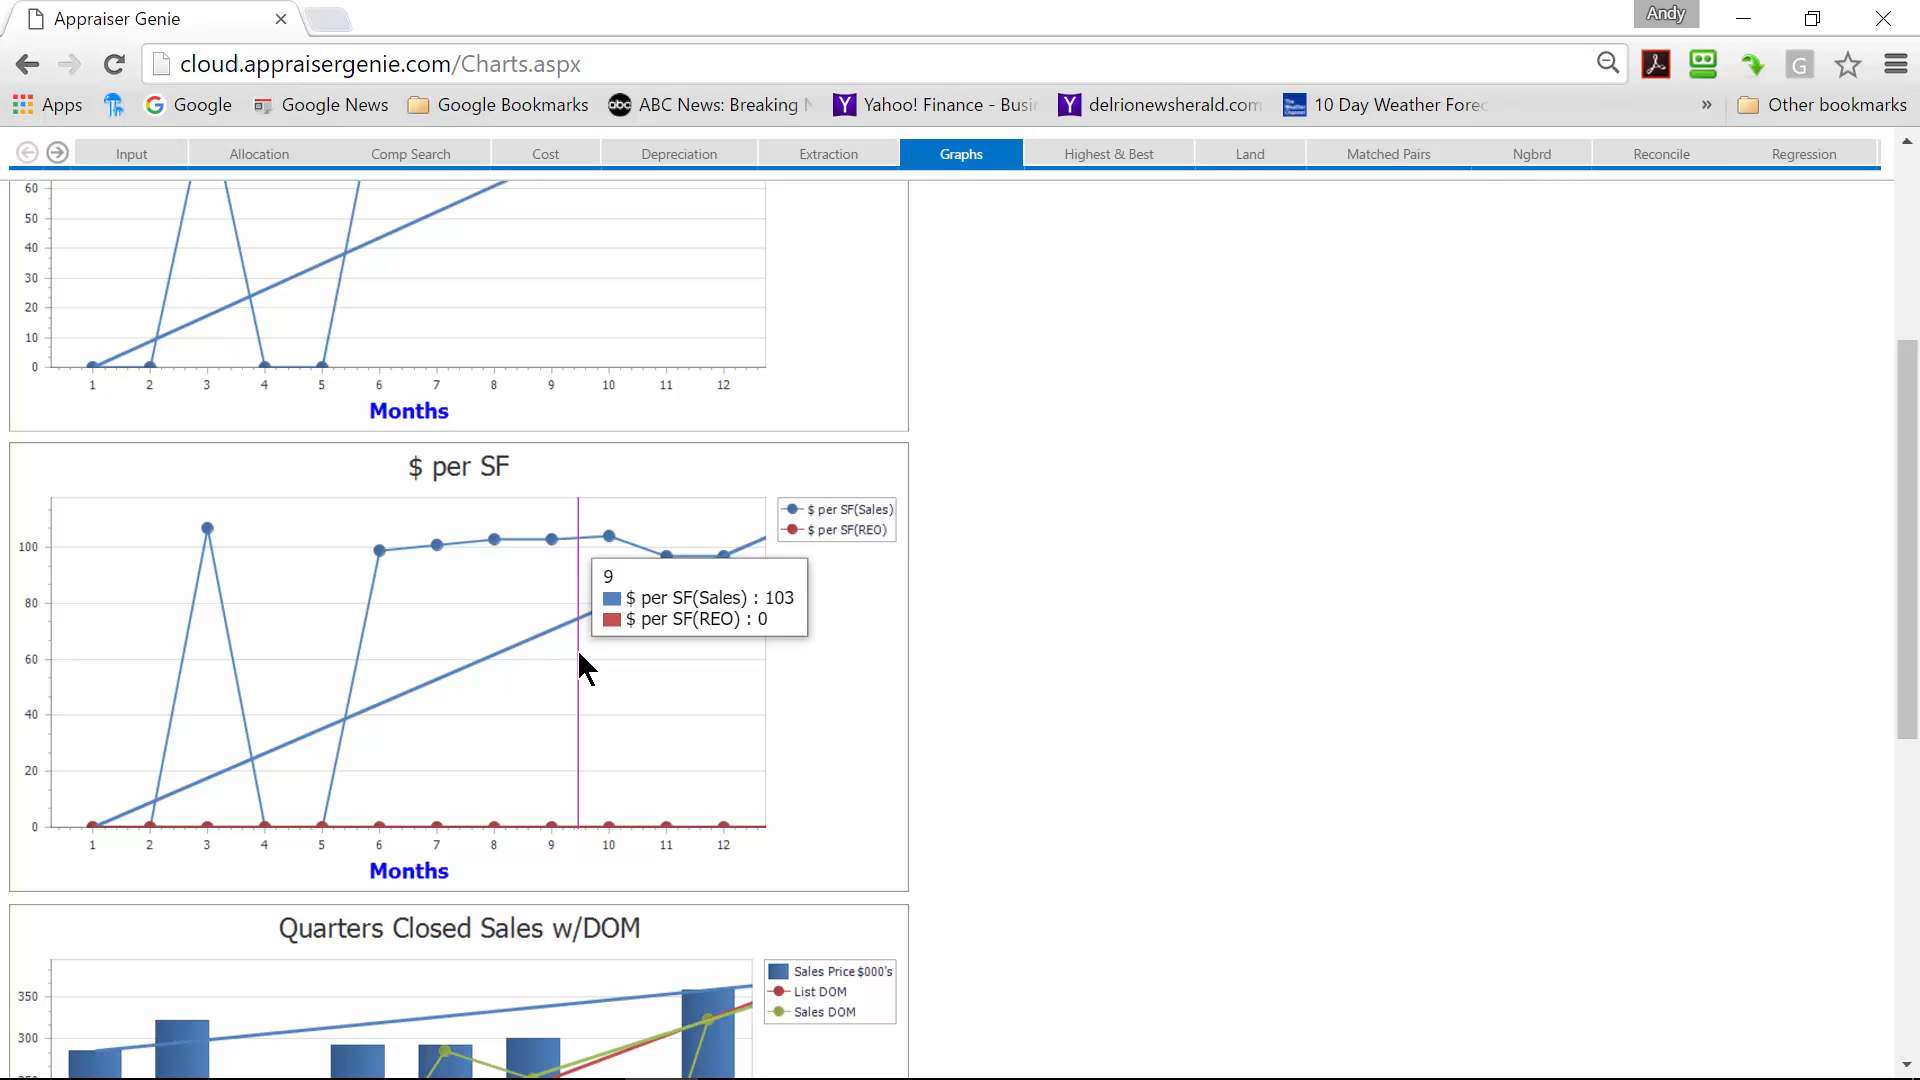 Appraiser Genie
Andy
cloud.appraisergenie.com/Charts.aspx
Apps
Google
Google News
Google Bookmarks
ABC News: Breaking
Yahoo! Finance - Busi
delrionewsherald.com
10 Day Weather Forec
»
Other bookmarks
Input
Allocation
Comp Search
Cost
Depreciation
Extraction
Graphs
Highest & Best
Land
Matched Pairs
Ngbrd
Reconcile
Regression
60
50
40
30
20
10
0
1 2 3 4 5 6 7 8 9 10 11 12
Months
$ per SF
$ per SF(Sales)
$ per SF(REO)
100
80
60
40
20
0
9
$ per SF(Sales) : 103
$ per SF(REO) : 0
1 2 3 4 5 6 7 8 9 10 11 12
Months
Quarters Closed Sales w/DOM
Sales Price $000's
List DOM
Sales DOM
350
300